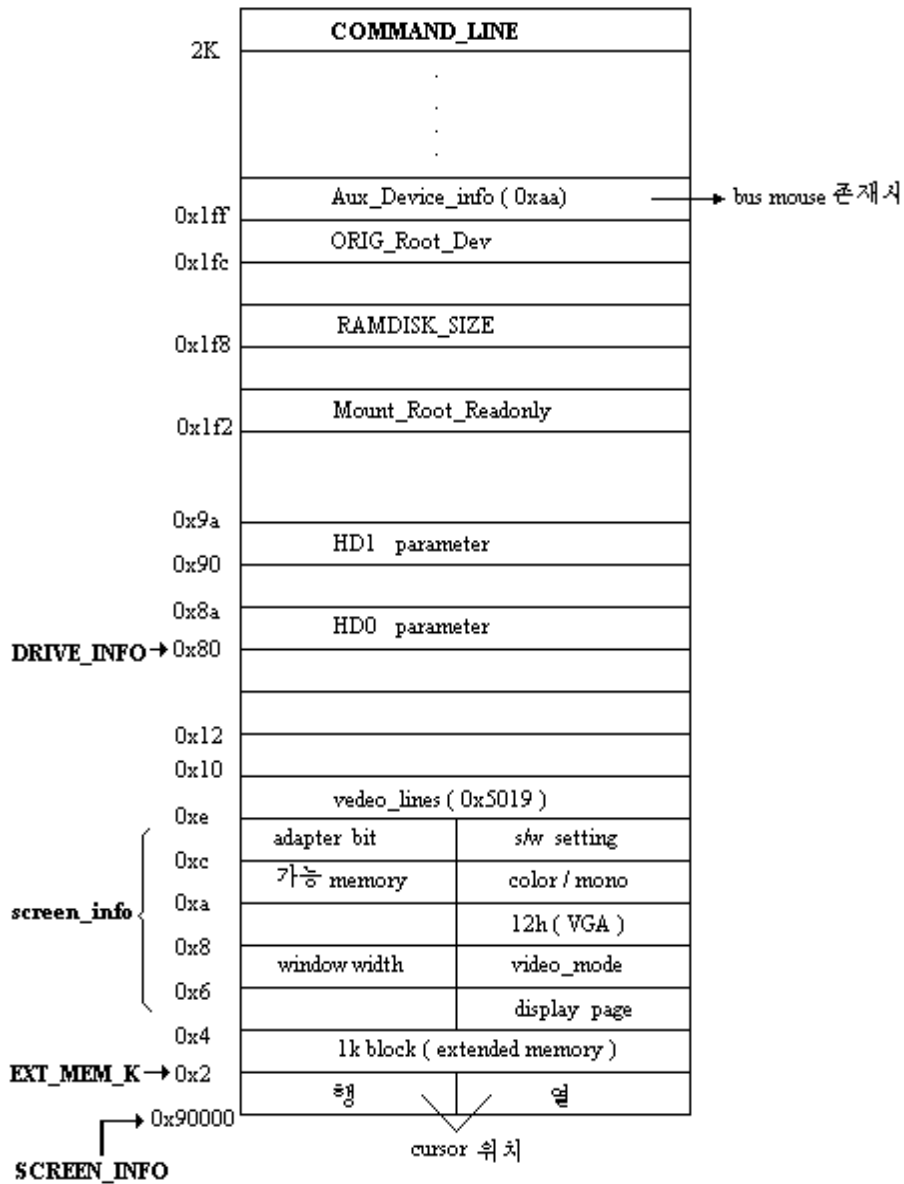 COMMAND_LINE
2K
Aux_Device_info ( 0xaa)
bus mouse 존재시
0x1ff
ORIG_Root_Dev
0x1fc
RAMDISK_SIZE
0x1f8
Mount_Root_Readonly
0x1f2
0x9a
HD1 parameter
0x90
0x8a
HD0 parameter
DRIVE_INFO 0x80
0x12
0x10
vedeo_lines ( 0x5019 )
0xe
adapter bit s/w setting
0xc
가능 memory color / mono
0xa
screen_info
12h ( VGA )
0x8
window width video_mode
0x6
display page
0x4
1k block ( extended memory )
EXT_MEM_K 0x2
행 열
0x90000
cursor 위치
SCREEN_INFO